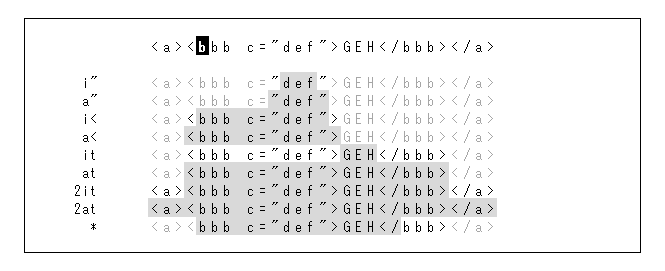 <a><bbb c="def">GEH</bbb></a>
i" <a><bbb c="def">GEH</bbb></a>
a" <a><bbb c="def">GEH</bbb></a>
i< <a><bbb c="def">GEH</bbb></a>
a< <a><bbb c="def">GEH</bbb></a>
it <a><bbb c="def">GEH</bbb></a>
at <a><bbb c="def">GEH</bbb></a>
2it <a><bbb c="def">GEH</bbb></a>
2at <a><bbb c="def">GEH</bbb></a>
* <a><bbb c="def">GEH</bbb></a>